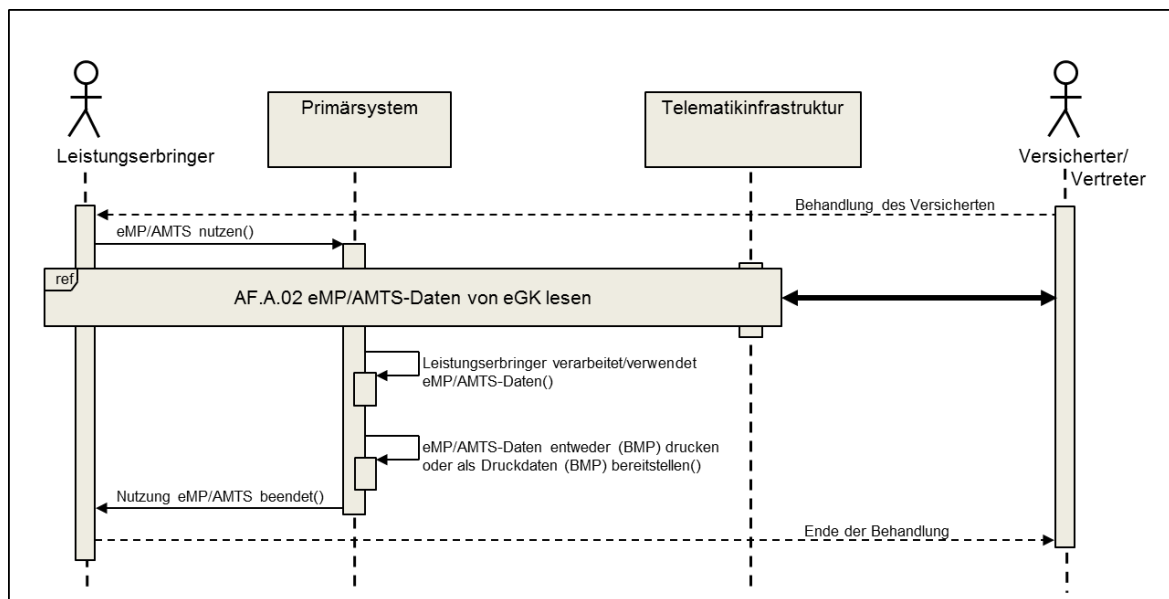 Primärsystem
Telematikinfrastruktur
Leistungserbringer
Versicherter/
Vertreter
Behandlung des Versicherten
eMP/AMTS nutzen()
ref
AF.A.02 eMP/AMTS-Daten von eGK lesen
Leistungserbringer verarbeitet/verwendet
eMP/AMTS-Daten()
eMP/AMTS-Daten entweder (BMP) drucken
oder als Druckdaten (BMP) bereitstellen()
Nutzung eMP/AMTS beendet()
Ende der Behandlung